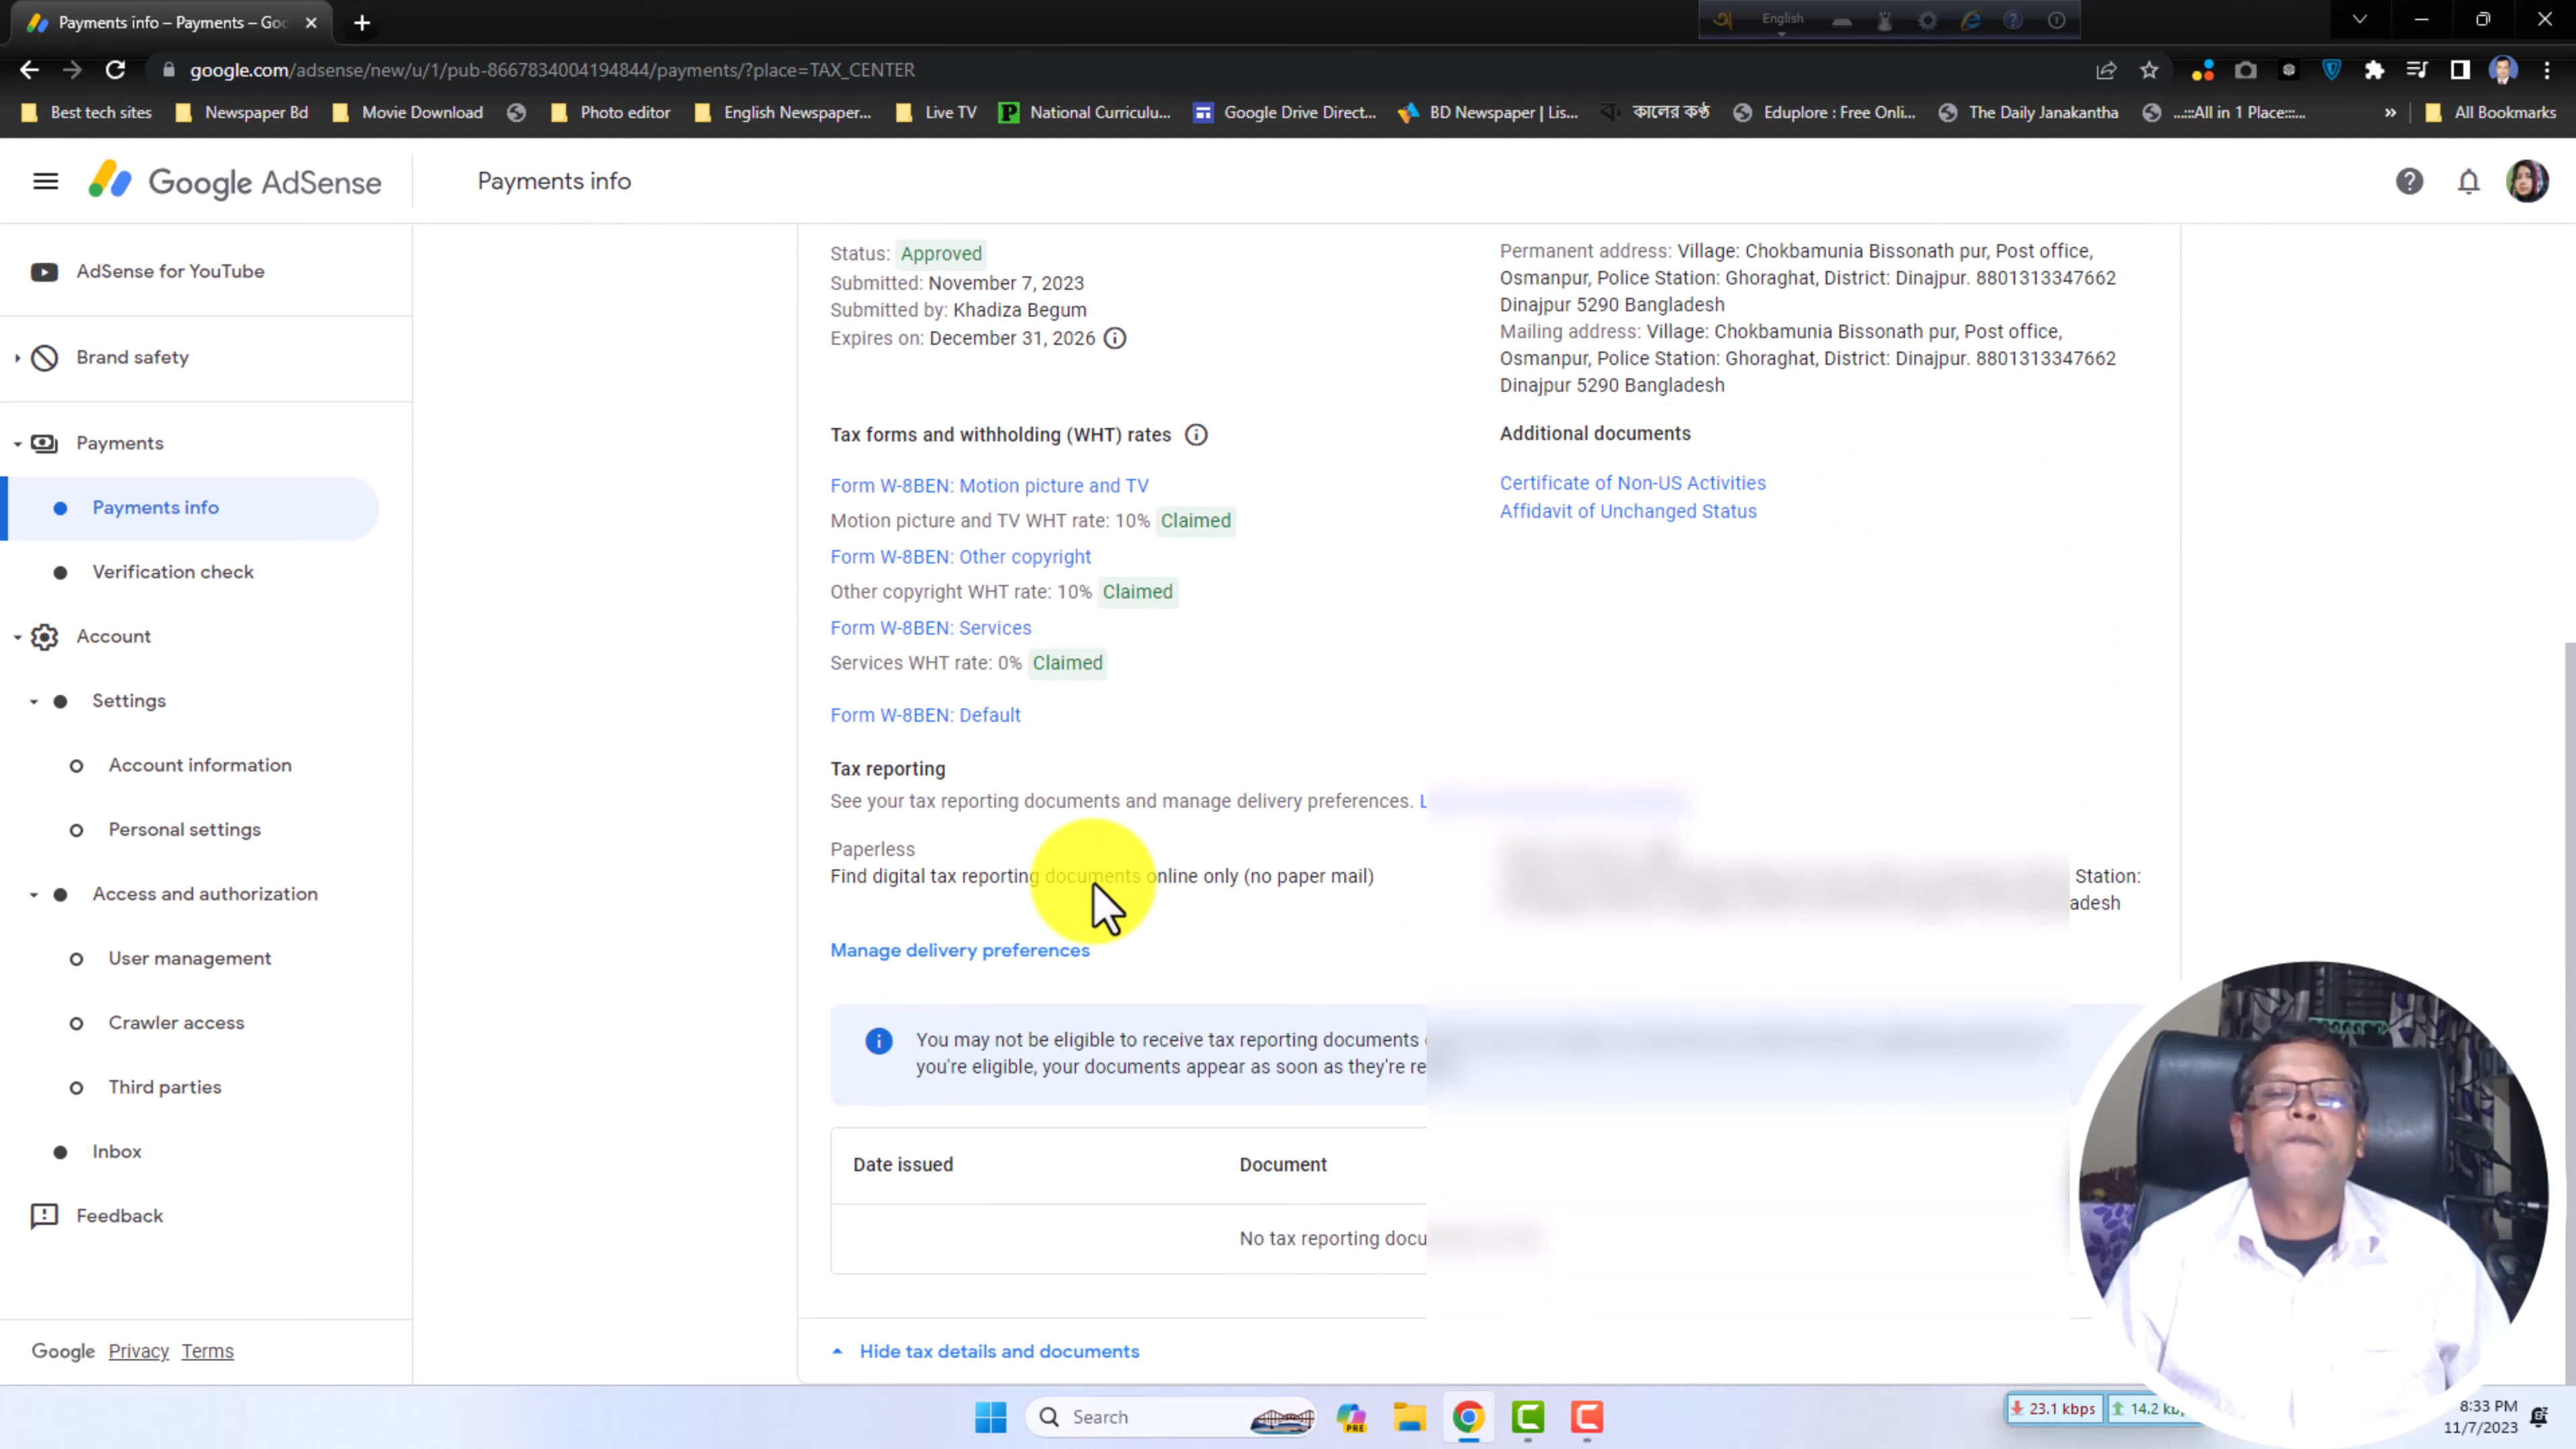 Payments info – Payments – Goo
English
google.com/adsense/new/u/1/pub-8667834004194844/payments/?place=TAX_CENTER
Best tech sites
Newspaper Bd
Movie Download
Photo editor
English Newspaper...
Live TV
National Curriculu...
Google Drive Direct...
BD Newspaper | Lis...
কালের কণ্ঠ
Eduplore : Free Onli...
The Daily Janakantha
..:::All in 1 Place:::...
»
All Bookmarks
Google AdSense
Payments info
AdSense for YouTube
Brand safety
Payments
Payments info
Verification check
Account
Settings
Account information
Personal settings
Access and authorization
User management
Crawler access
Third parties
Inbox
Feedback
Google Privacy Terms
Status: Approved
Submitted: November 7, 2023
Submitted by: Khadiza Begum
Expires on: December 31, 2026
Permanent address: Village: Chokbamunia Bissonath pur, Post office,
Osmanpur, Police Station: Ghoraghat, District: Dinajpur. 8801313347662
Dinajpur 5290 Bangladesh
Mailing address: Village: Chokbamunia Bissonath pur, Post office,
Osmanpur, Police Station: Ghoraghat, District: Dinajpur. 8801313347662
Dinajpur 5290 Bangladesh
Tax forms and withholding (WHT) rates
Form W-8BEN: Motion picture and TV
Motion picture and TV WHT rate: 10% Claimed
Form W-8BEN: Other copyright
Other copyright WHT rate: 10% Claimed
Form W-8BEN: Services
Services WHT rate: 0% Claimed
Form W-8BEN: Default
Additional documents
Certificate of Non-US Activities
Affidavit of Unchanged Status
Tax reporting
See your tax reporting documents and manage delivery preferences.
Paperless
Find digital tax reporting documents online only (no paper mail)
Station:
adesh
Manage delivery preferences
You may not be eligible to receive tax reporting documents
you're eligible, your documents appear as soon as they're re
Date issued
Document
No tax reporting docu
Hide tax details and documents
Search
PRE
23.1 kbps
14.2 kb
8:33 PM
11/7/2023